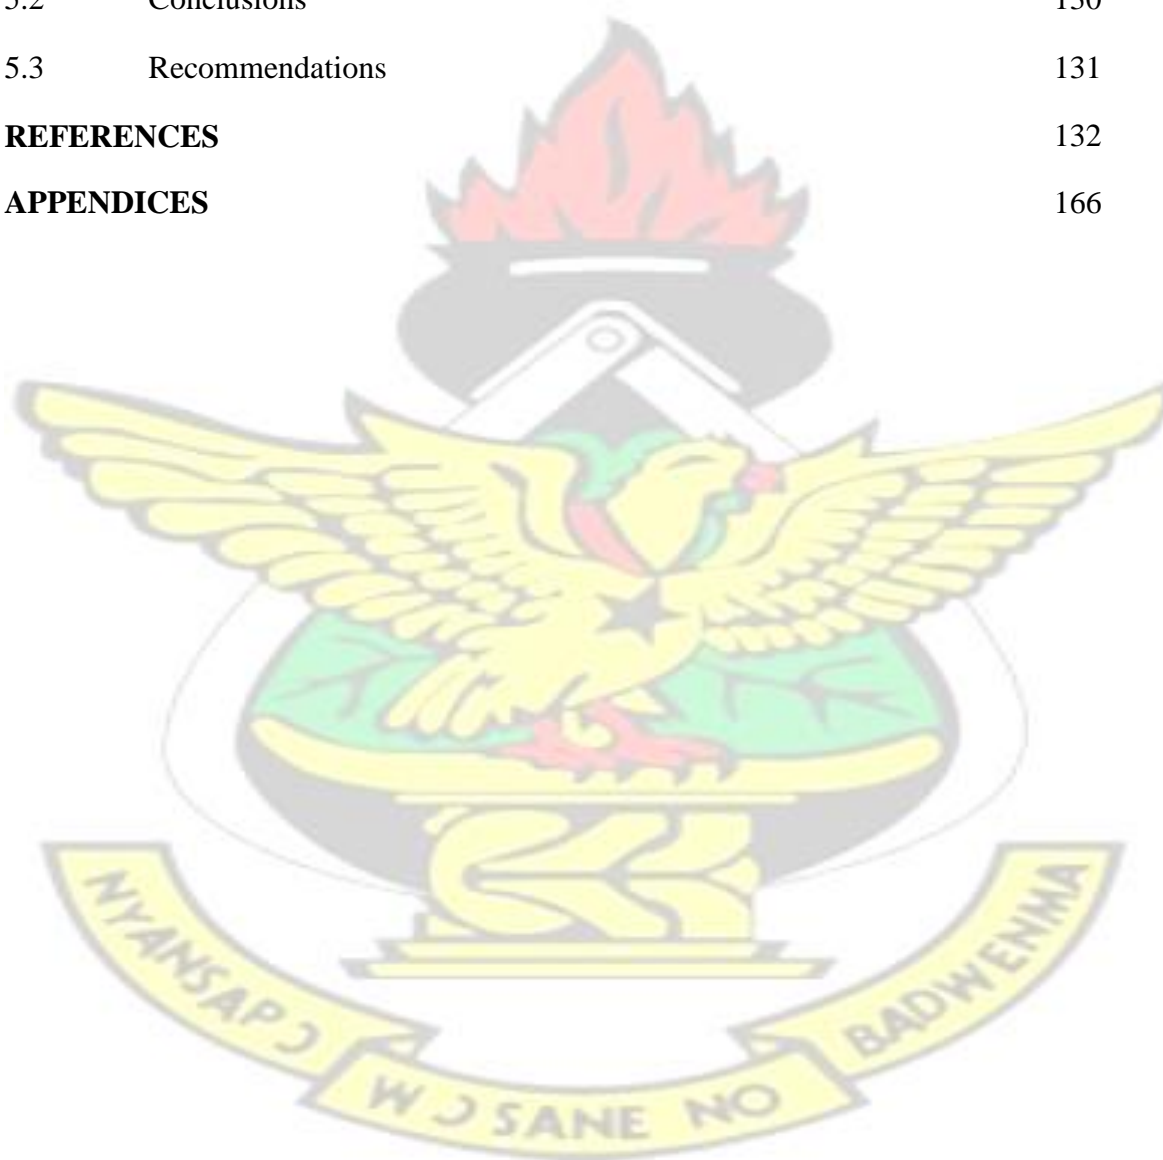 5.2 Conclusions 130
5.3 Recommendations 131
REFERENCES 132
APPENDICES 166
NYANSAPƆ
WƆSANE NO
BADWENMA